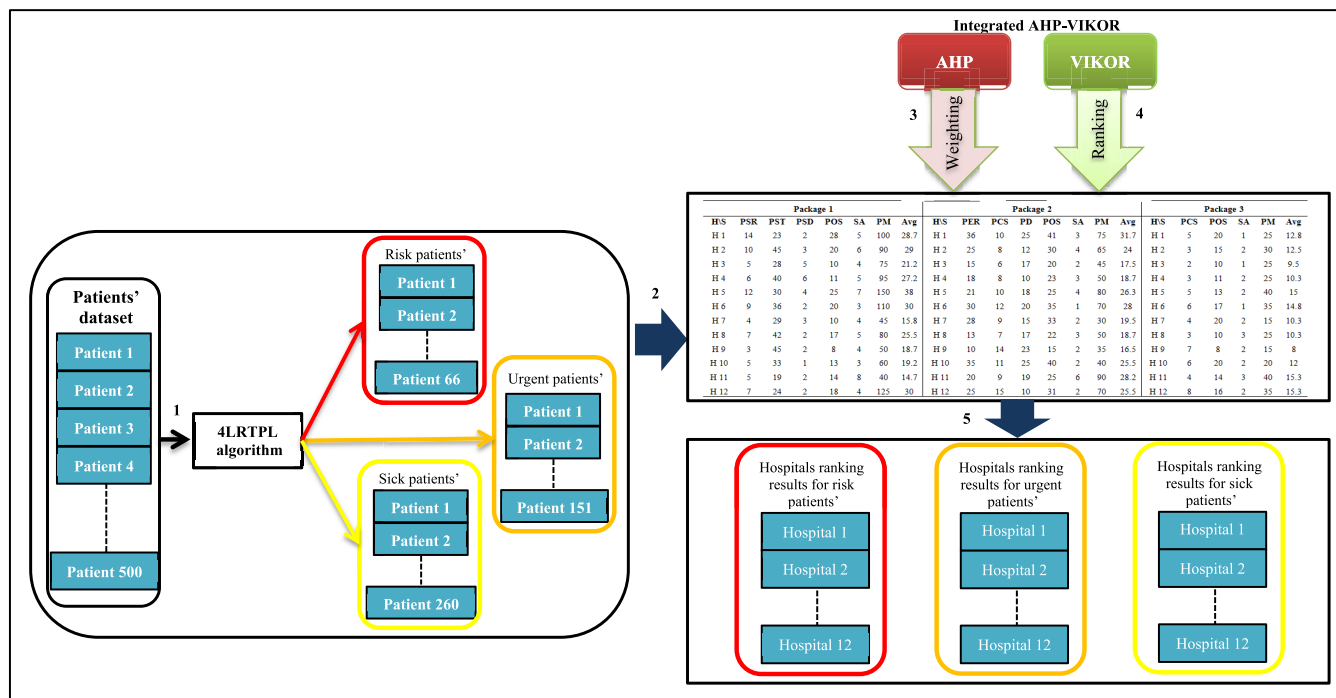 Integrated AHP-VIKOR
AHP
VIKOR
3
Weighting
Ranking
4
Patients'
dataset
Patient 1
Patient 2
Patient 3
Patient 4
Patient 500
1
4LRTPL
algorithm
Risk patients'
Patient 1
Patient 2
Patient 66
Urgent patients'
Patient 1
Patient 2
Patient 151
Sick patients'
Patient 1
Patient 2
Patient 260
2
Package 1 Package 2 Package 3
H\S PSR PST PSD POS SA PM Avg H\S PER PCS PD POS SA PM Avg H\S PCS POS SA PM Avg
H 1 14 23 2 28 5 100 28.7 H 1 36 10 25 41 3 75 31.7 H 1 5 20 1 25 12.8
H 2 10 45 3 20 6 90 29 H 2 25 8 12 30 4 65 24 H 2 3 15 2 30 12.5
H 3 5 28 5 10 4 75 21.2 H 3 15 6 17 20 2 45 17.5 H 3 2 10 1 25 9.5
H 4 6 40 6 11 5 95 27.2 H 4 18 8 10 23 3 50 18.7 H 4 3 11 2 25 10.3
H 5 12 30 4 25 7 150 38 H 5 21 10 18 25 4 80 26.3 H 5 5 13 2 40 15
H 6 9 36 2 20 3 110 30 H 6 30 12 20 35 1 70 28 H 6 6 17 1 35 14.8
H 7 4 29 3 10 4 45 15.8 H 7 28 9 15 33 2 30 19.5 H 7 4 20 2 15 10.3
H 8 7 42 2 17 5 80 25.5 H 8 13 7 17 22 3 50 18.7 H 8 3 10 3 25 10.3
H 9 3 45 2 8 4 50 18.7 H 9 10 14 23 15 2 35 16.5 H 9 7 8 2 15 8
H 10 5 33 1 13 3 60 19.2 H 10 35 11 25 40 2 40 25.5 H 10 6 20 2 20 12
H 11 5 19 2 14 8 40 14.7 H 11 20 9 19 25 6 90 28.2 H 11 4 14 3 40 15.3
H 12 7 24 2 18 4 125 30 H 12 25 15 10 31 2 70 25.5 H 12 8 16 2 35 15.3
5
Hospitals ranking
results for risk
patients'
Hospital 1
Hospital 2
Hospital 12
Hospitals ranking
results for urgent
patients'
Hospital 1
Hospital 2
Hospital 12
Hospitals ranking
results for sick
patients'
Hospital 1
Hospital 2
Hospital 12